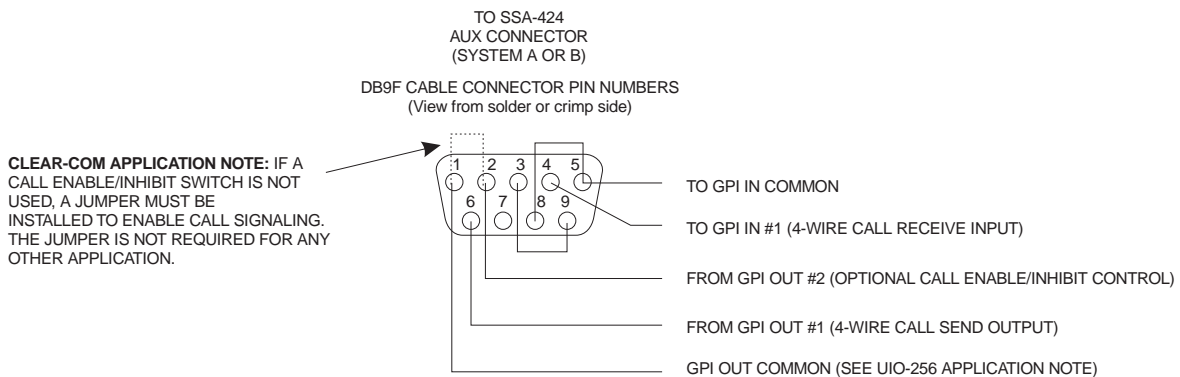 TO SSA-424
AUX CONNECTOR
(SYSTEM A OR B)
DB9F CABLE CONNECTOR PIN NUMBERS
(View from solder or crimp side)
CLEAR-COM APPLICATION NOTE: IF A
CALL ENABLE/INHIBIT SWITCH IS NOT
USED, A JUMPER MUST BE
INSTALLED TO ENABLE CALL SIGNALING.
THE JUMPER IS NOT REQUIRED FOR ANY
OTHER APPLICATION.
1 2 3 4 5
6 7 8 9
TO GPI IN COMMON
TO GPI IN #1 (4-WIRE CALL RECEIVE INPUT)
FROM GPI OUT #2 (OPTIONAL CALL ENABLE/INHIBIT CONTROL)
FROM GPI OUT #1 (4-WIRE CALL SEND OUTPUT)
GPI OUT COMMON (SEE UIO-256 APPLICATION NOTE)